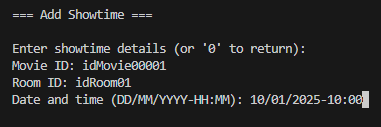 === Add Showtime ===
Enter showtime details (or '0' to return):
Movie ID: idMovie00001
Room ID: idRoom01
Date and time (DD/MM/YYYY-HH:MM): 10/01/2025-10:00